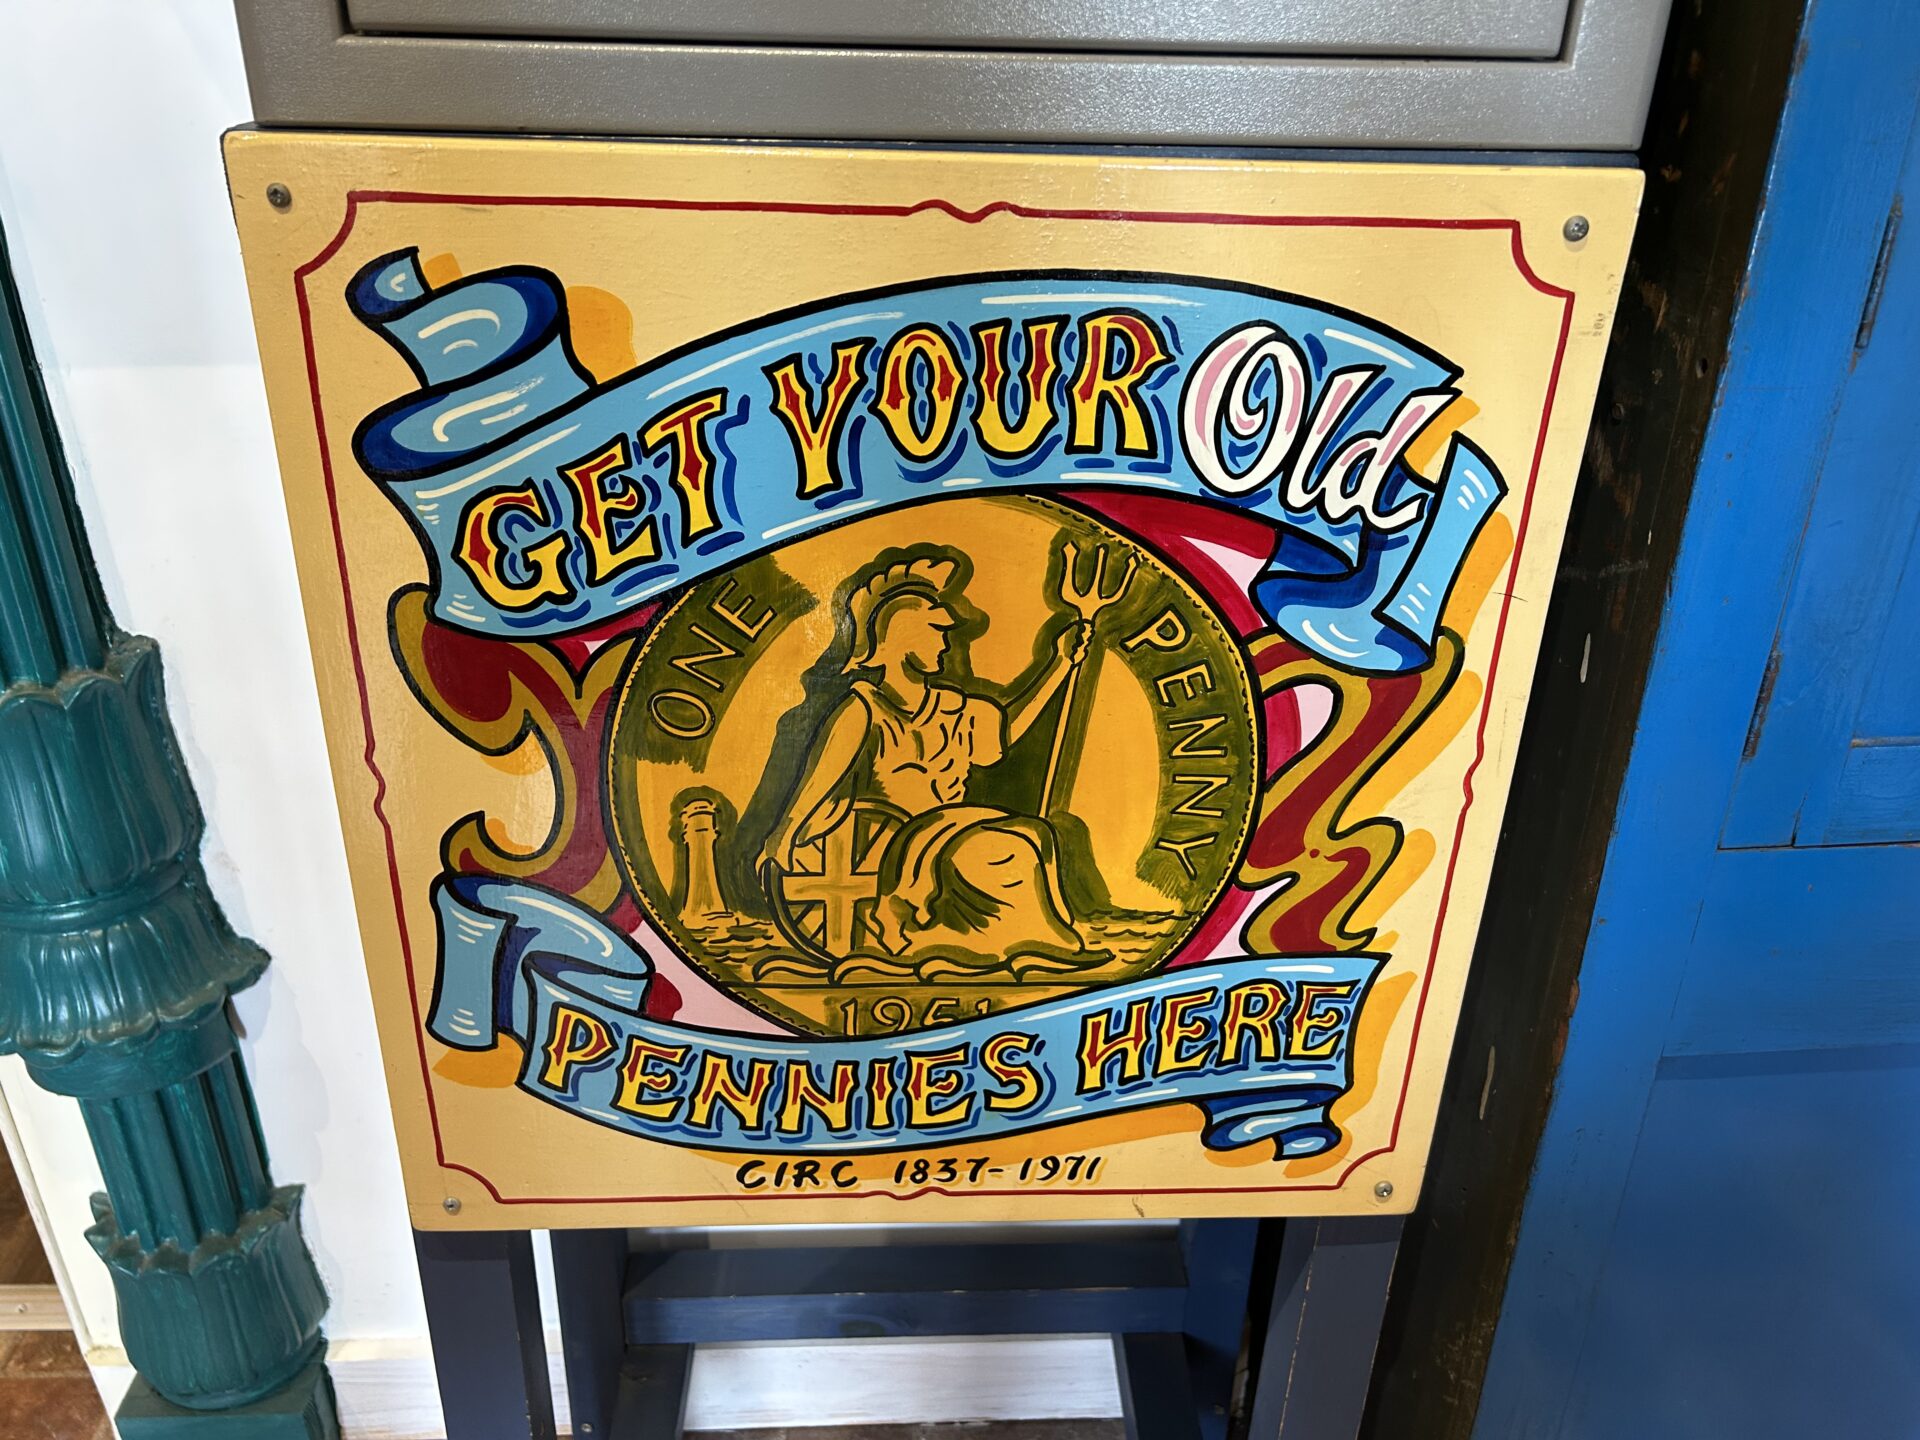 GET YOUR Old
ONE PENNY
PENNIES HERE
CIRC 1837-1971